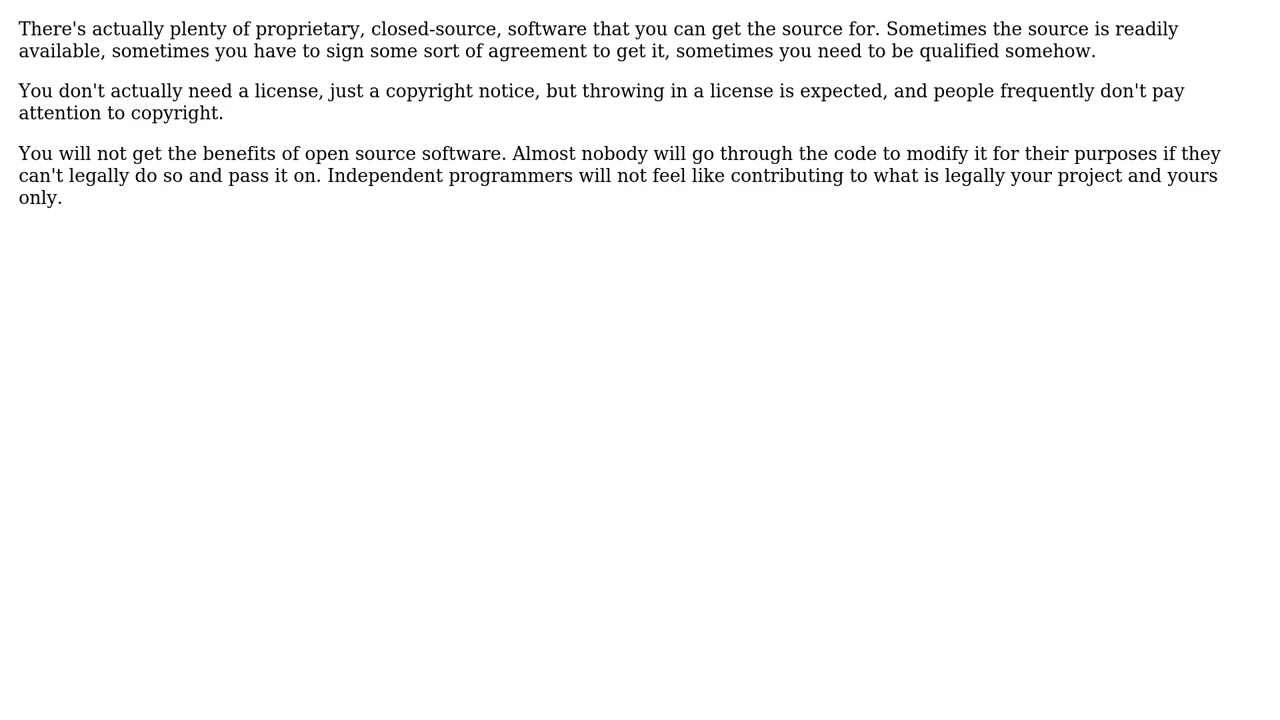 There's actually plenty of proprietary, closed-source, software that you can get the source for. Sometimes the source is readily
available, sometimes you have to sign some sort of agreement to get it, sometimes you need to be qualified somehow.
You don't actually need a license, just a copyright notice, but throwing in a license is expected, and people frequently don't pay
attention to copyright.
You will not get the benefits of open source software. Almost nobody will go through the code to modify it for their purposes if they
can't legally do so and pass it on. Independent programmers will not feel like contributing to what is legally your project and yours
only.